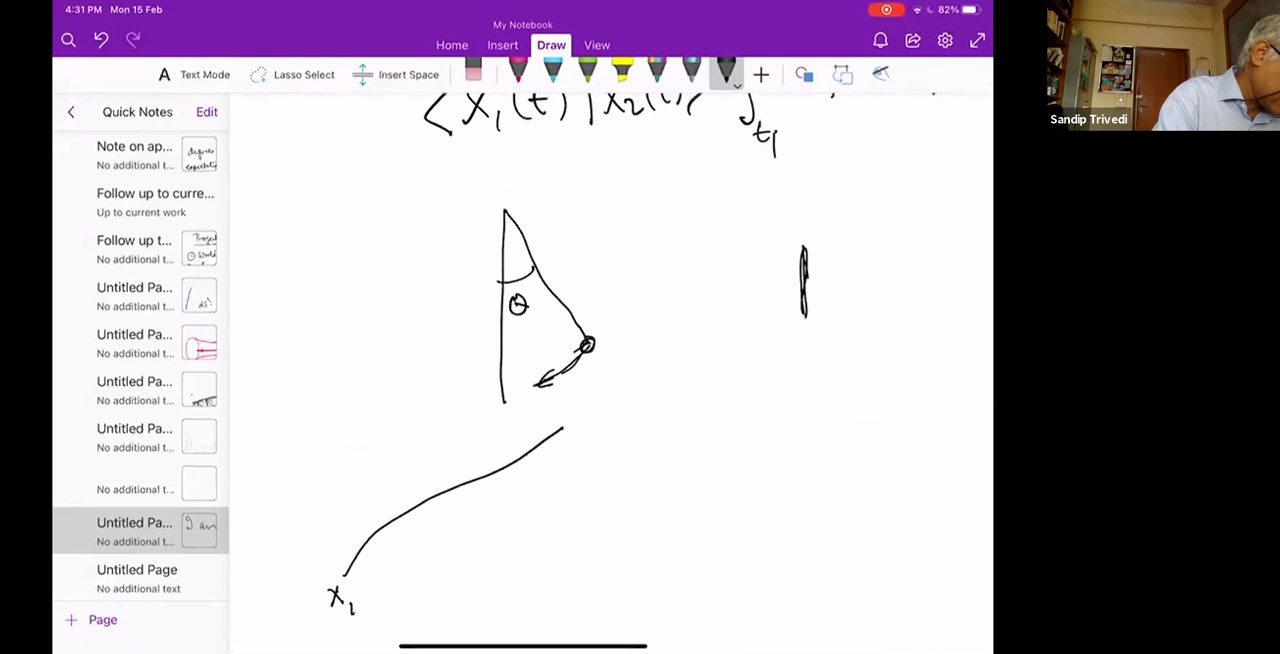 4:31 PM Mon 15 Feb
82%
My Notebook
Home Insert Draw View
A Text Mode Lasso Select Insert Space
Quick Notes Edit
Note on ap...
No additional t...
Follow up to curre...
Up to current work
Follow up t...
No additional t...
Untitled Pa...
No additional t...
Untitled Pa...
No additional t...
Untitled Pa...
No additional t...
Untitled Pa...
No additional t...
No additional t...
Untitled Pa...
No additional t...
I am
Untitled Page
No additional text
+ Page
t₁
θ
x₁
Sandip Trivedi